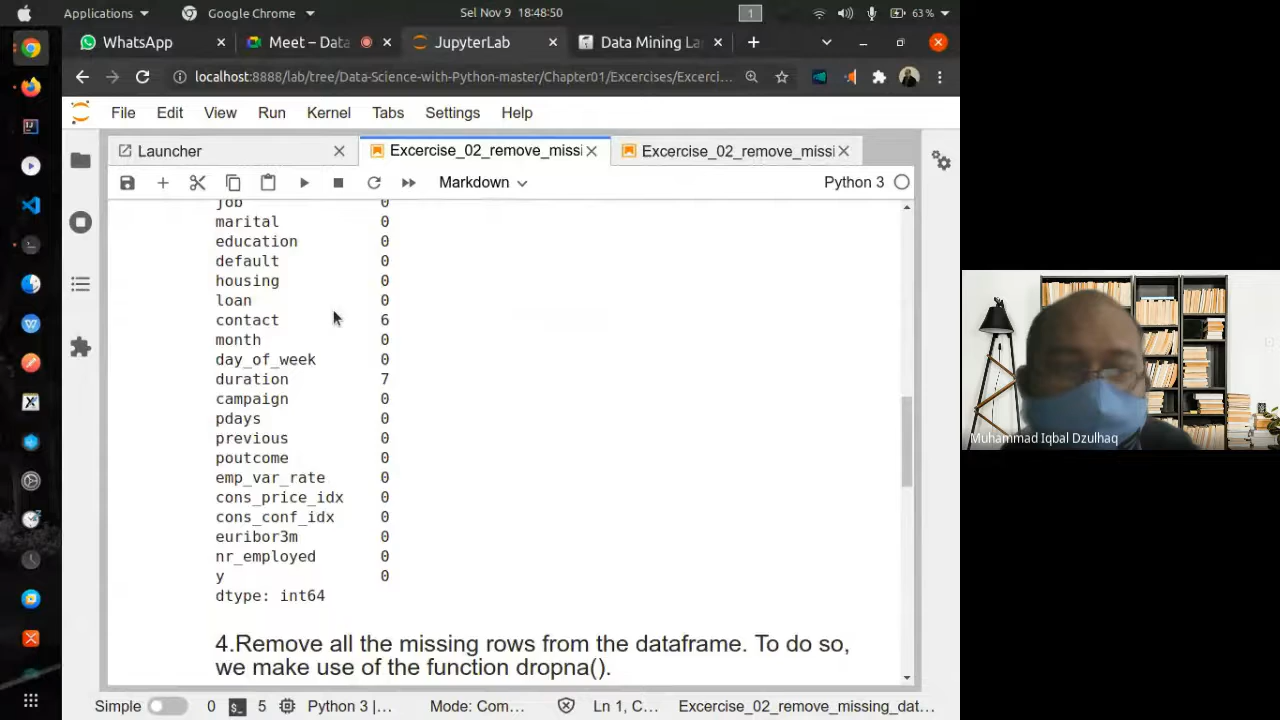 Applications
Google Chrome
Sel Nov 9 18:48:50
1
63 %
WhatsApp
Meet – Data
JupyterLab
Data Mining La
localhost:8888/lab/tree/Data-Science-with-Python-master/Chapter01/Excercises/Excerci...
File Edit View Run Kernel Tabs Settings Help
Launcher
Excercise_02_remove_missi
Excercise_02_remove_missi
Markdown
Python 3
job 0
marital 0
education 0
default 0
housing 0
loan 0
contact 6
month 0
day_of_week 0
duration 7
campaign 0
pdays 0
previous 0
poutcome 0
emp_var_rate 0
cons_price_idx 0
cons_conf_idx 0
euribor3m 0
nr_employed 0
y 0
dtype: int64
4.Remove all the missing rows from the dataframe. To do so,
we make use of the function dropna().
Simple 0 5 Python 3 |... Mode: Com... Ln 1, C... Excercise_02_remove_missing_dat...
Muhammad Iqbal Dzulhaq